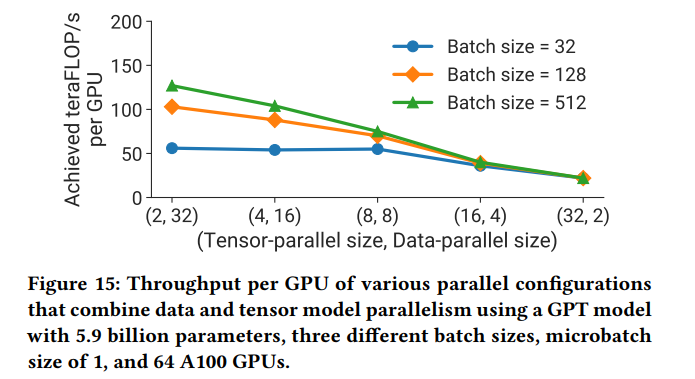 Achieved teraFLOP/s
per GPU
200
150
100
50
0
Batch size = 32
Batch size = 128
Batch size = 512
(2, 32) (4, 16) (8, 8) (16, 4) (32, 2)
(Tensor-parallel size, Data-parallel size)
Figure 15: Throughput per GPU of various parallel configurations
that combine data and tensor model parallelism using a GPT model
with 5.9 billion parameters, three different batch sizes, microbatch
size of 1, and 64 A100 GPUs.